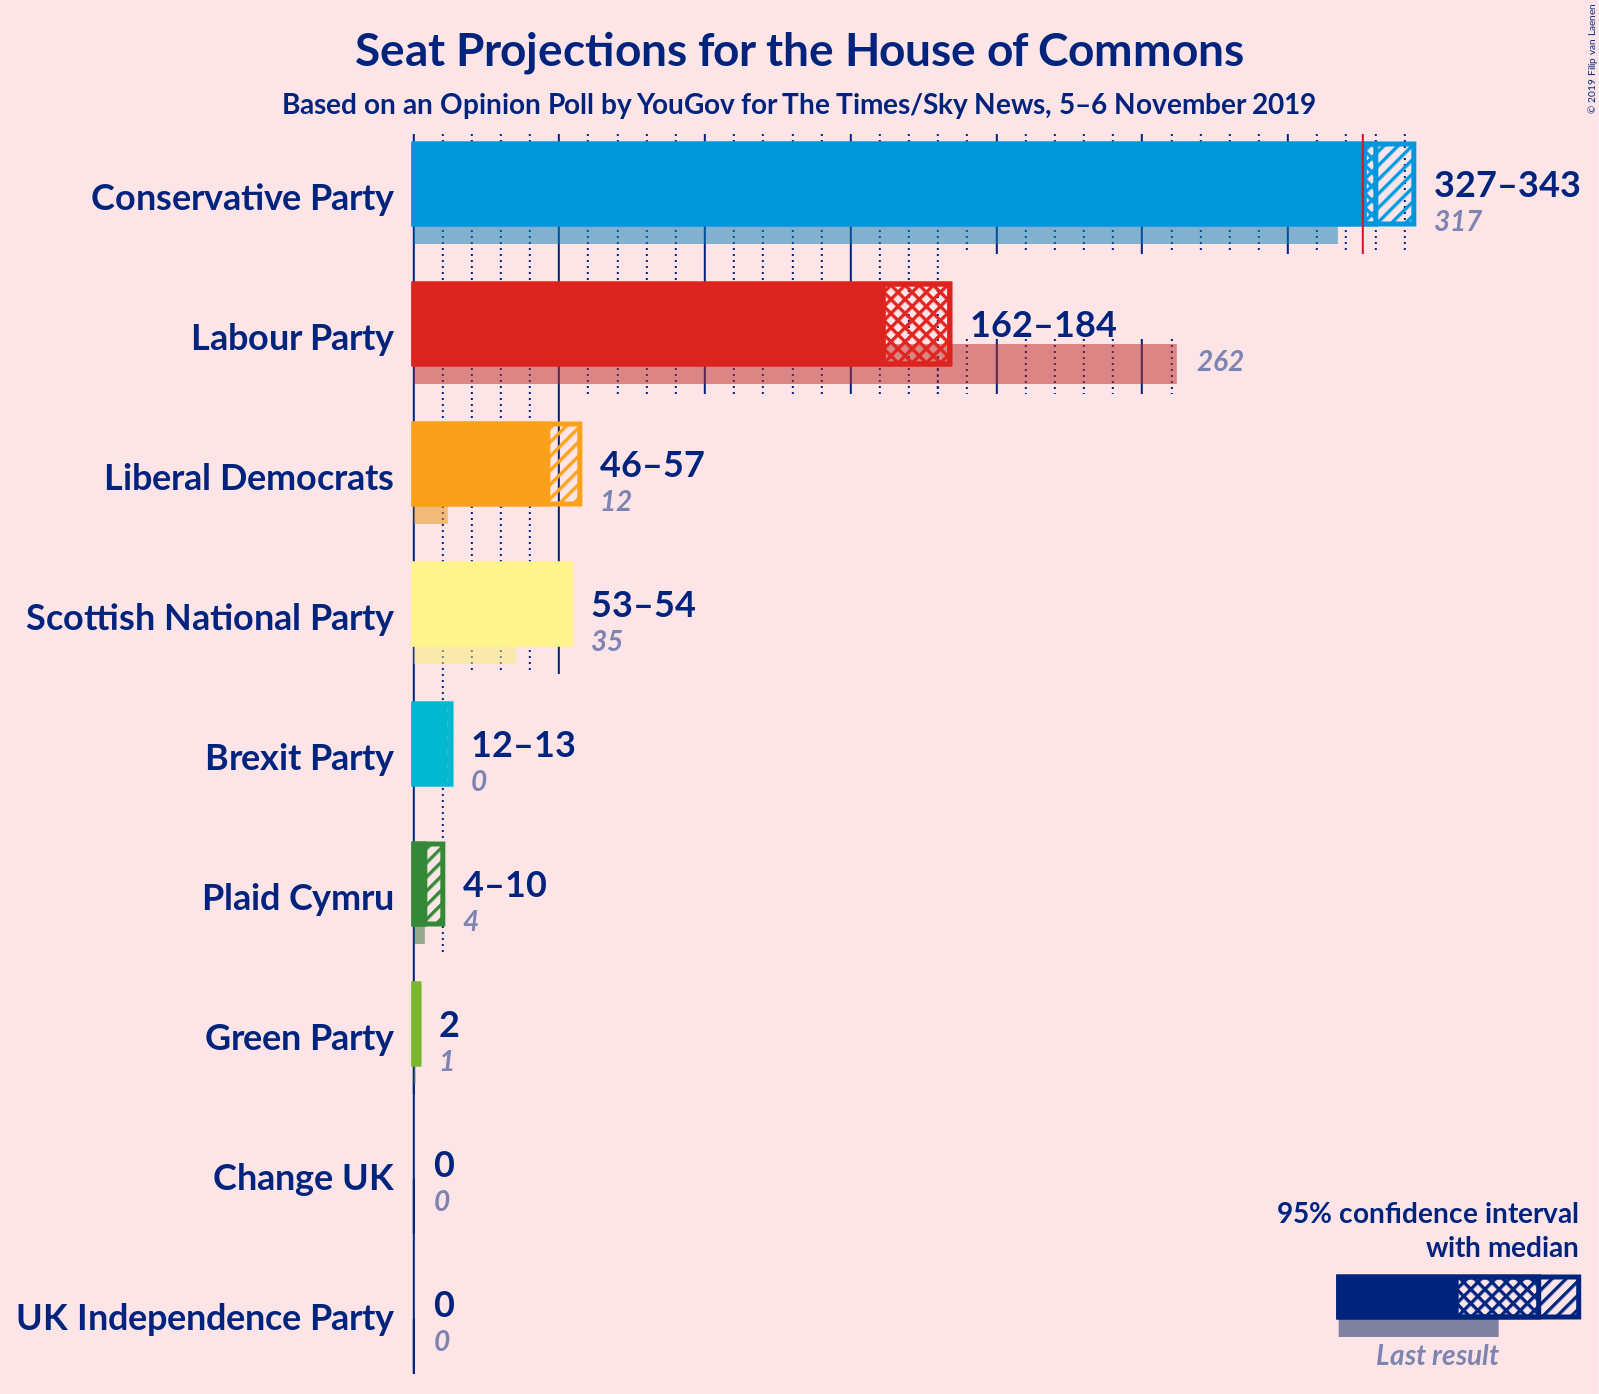 Seat Projections for the House of Commons
Based on an Opinion Poll by YouGov for The Times/Sky News, 5–6 November 2019
© 2019 Filip van Laenen
Conservative Party
327–343
317
Labour Party
162–184
262
Liberal Democrats
46–57
12
Scottish National Party
53–54
35
Brexit Party
12–13
0
Plaid Cymru
4–10
4
Green Party
2
1
Change UK
0
0
UK Independence Party
0
0
95% confidence interval
with median
Last result